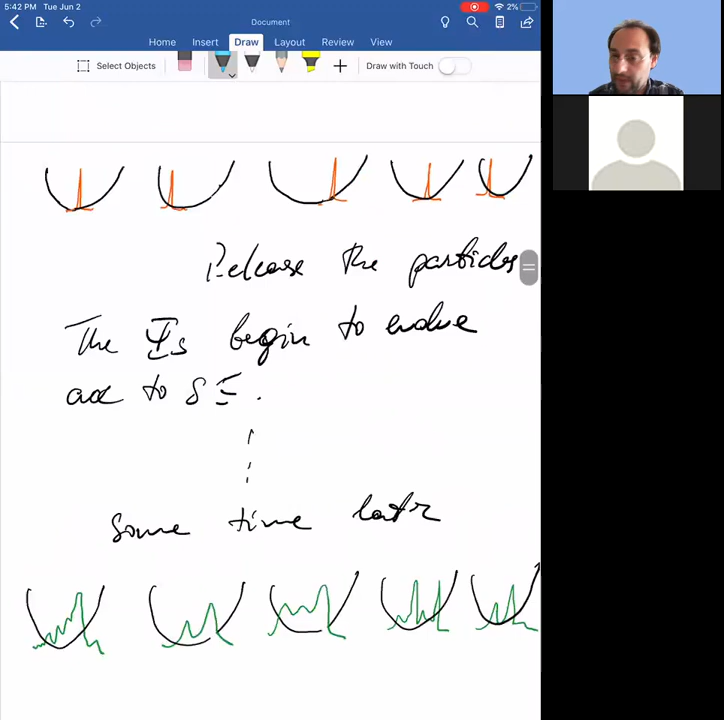 5:42 PM Tue Jun 2
2%
Document
Home Insert Draw Layout Review View
Select Objects
Draw with Touch
Release the particles
The Ψs begin to evolve
acc to SE.
Some time later